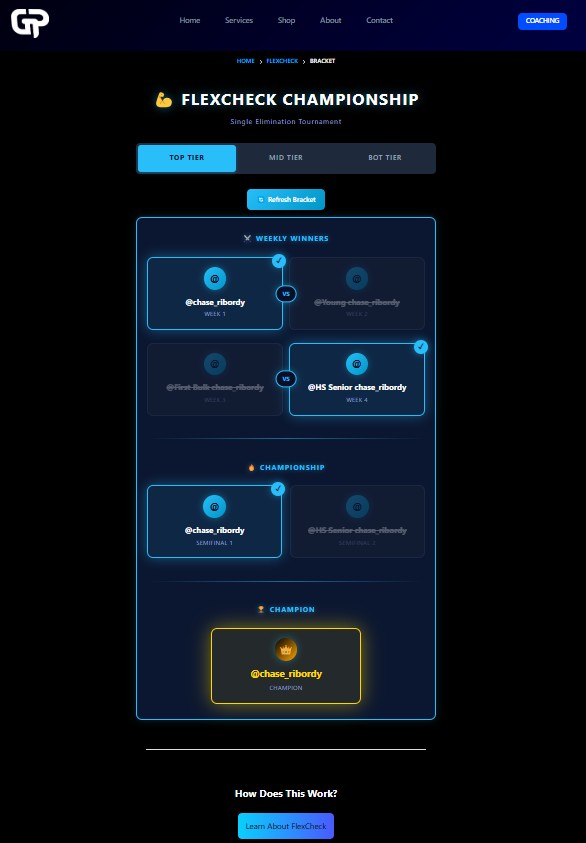 GP
Home Services Shop About Contact
COACHING
HOME › FLEXCHECK › BRACKET
FLEXCHECK CHAMPIONSHIP
Single Elimination Tournament
TOP TIER MID TIER BOT TIER
Refresh Bracket
WEEKLY WINNERS
@
@chase_ribordy
WEEK 1
VS
@
@Young chase_ribordy
WEEK 2
@
@First Bulk chase_ribordy
WEEK 3
VS
@
@HS Senior chase_ribordy
WEEK 4
CHAMPIONSHIP
@
@chase_ribordy
SEMIFINAL 1
@
@HS Senior chase_ribordy
SEMIFINAL 2
CHAMPION
@chase_ribordy
CHAMPION
How Does This Work?
Learn About FlexCheck